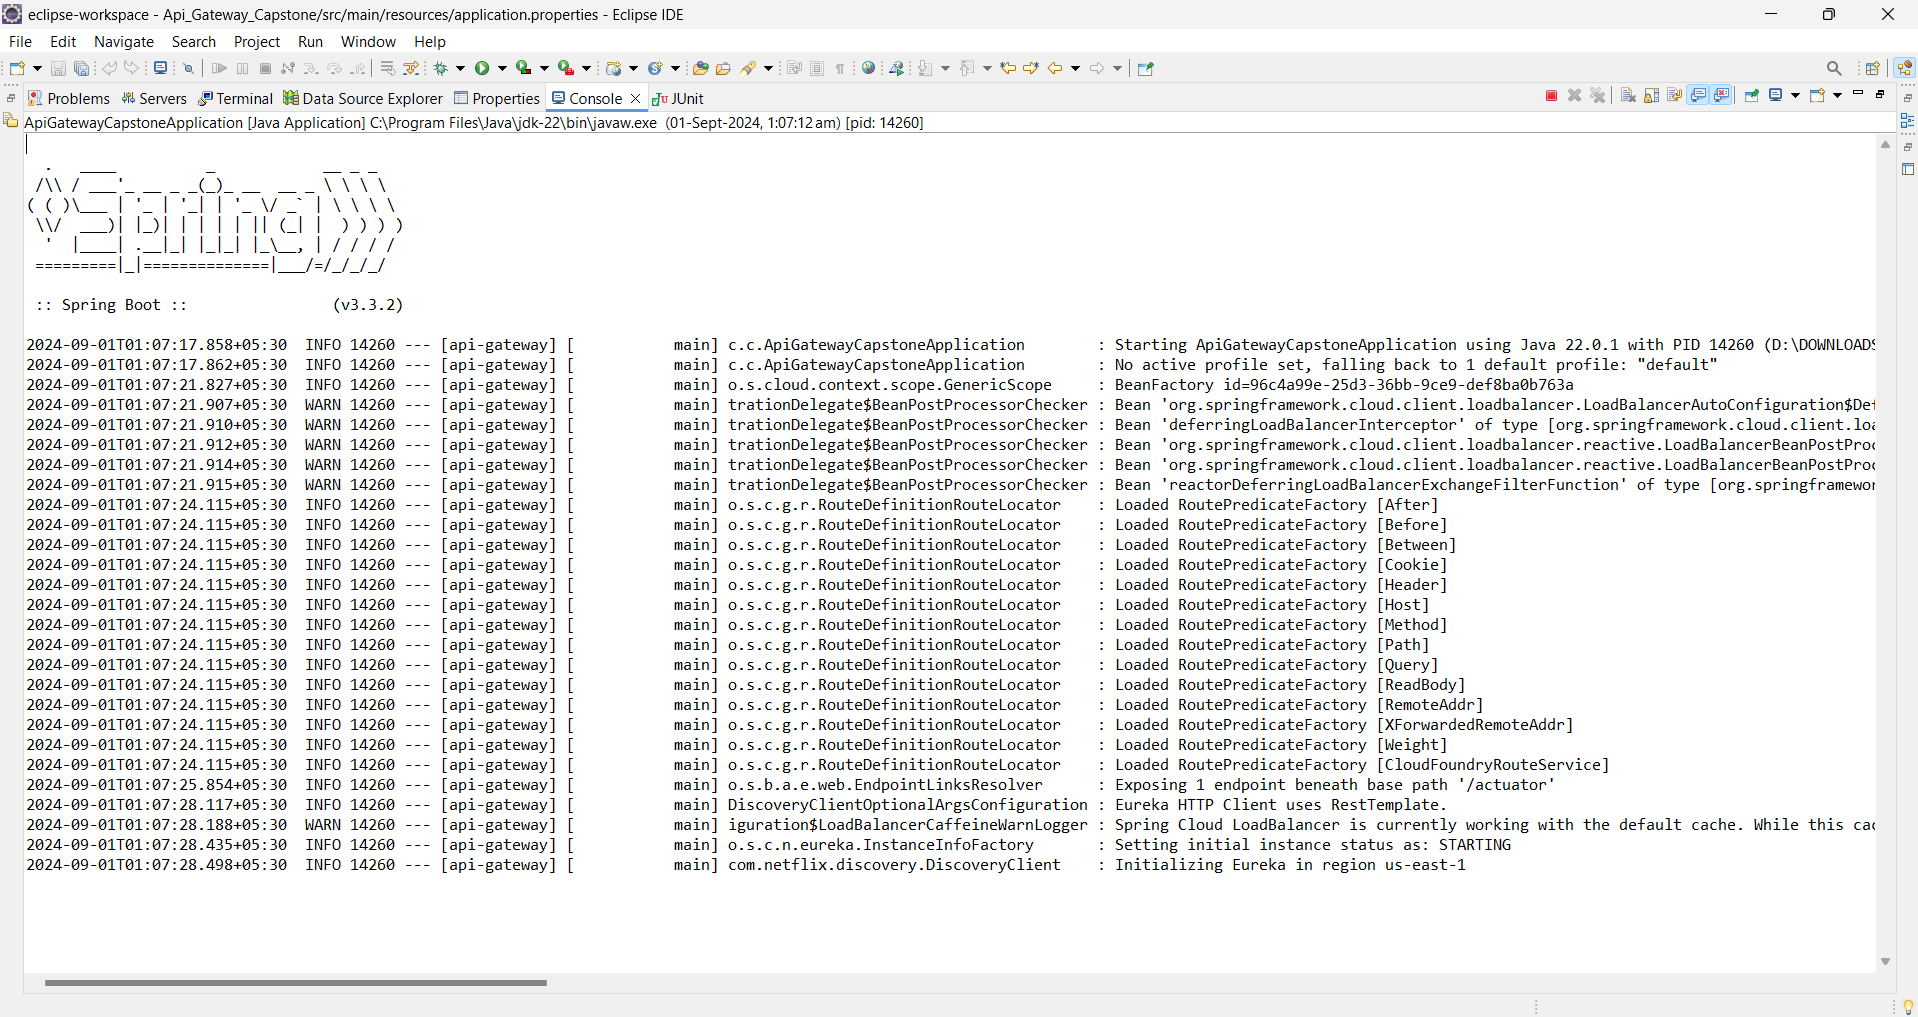 eclipse-workspace - Api_Gateway_Capstone/src/main/resources/application.properties - Eclipse IDE
File Edit Navigate Search Project Run Window Help
Problems Servers Terminal Data Source Explorer Properties Console JUnit
ApiGatewayCapstoneApplication [Java Application] C:\Program Files\Java\jdk-22\bin\javaw.exe (01-Sept-2024, 1:07:12 am) [pid: 14260]
  .   ____          _            __ _ _
 /\\ / ___'_ __ _ _(_)_ __  __ _ \ \ \ \
( ( )\___ | '_ | '_| | '_ \/ _` | \ \ \ \
 \\/  ___)| |_)| | | | | || (_| |  ) ) ) )
  '  |____| .__|_| |_|_| |_\__, | / / / /
 =========|_|==============|___/=/_/_/_/
:: Spring Boot ::                (v3.3.2)
2024-09-01T01:07:17.858+05:30  INFO 14260 --- [api-gateway] [           main] c.c.ApiGatewayCapstoneApplication        : Starting ApiGatewayCapstoneApplication using Java 22.0.1 with PID 14260 (D:\DOWNLOADS
2024-09-01T01:07:17.862+05:30  INFO 14260 --- [api-gateway] [           main] c.c.ApiGatewayCapstoneApplication        : No active profile set, falling back to 1 default profile: "default"
2024-09-01T01:07:21.827+05:30  INFO 14260 --- [api-gateway] [           main] o.s.cloud.context.scope.GenericScope     : BeanFactory id=96c4a99e-25d3-36bb-9ce9-def8ba0b763a
2024-09-01T01:07:21.907+05:30  WARN 14260 --- [api-gateway] [           main] trationDelegate$BeanPostProcessorChecker : Bean 'org.springframework.cloud.client.loadbalancer.LoadBalancerAutoConfiguration$Def
2024-09-01T01:07:21.910+05:30  WARN 14260 --- [api-gateway] [           main] trationDelegate$BeanPostProcessorChecker : Bean 'deferringLoadBalancerInterceptor' of type [org.springframework.cloud.client.loa
2024-09-01T01:07:21.912+05:30  WARN 14260 --- [api-gateway] [           main] trationDelegate$BeanPostProcessorChecker : Bean 'org.springframework.cloud.client.loadbalancer.reactive.LoadBalancerBeanPostProc
2024-09-01T01:07:21.914+05:30  WARN 14260 --- [api-gateway] [           main] trationDelegate$BeanPostProcessorChecker : Bean 'org.springframework.cloud.client.loadbalancer.reactive.LoadBalancerBeanPostProc
2024-09-01T01:07:21.915+05:30  WARN 14260 --- [api-gateway] [           main] trationDelegate$BeanPostProcessorChecker : Bean 'reactorDeferringLoadBalancerExchangeFilterFunction' of type [org.springframewor
2024-09-01T01:07:24.115+05:30  INFO 14260 --- [api-gateway] [           main] o.s.c.g.r.RouteDefinitionRouteLocator    : Loaded RoutePredicateFactory [After]
2024-09-01T01:07:24.115+05:30  INFO 14260 --- [api-gateway] [           main] o.s.c.g.r.RouteDefinitionRouteLocator    : Loaded RoutePredicateFactory [Before]
2024-09-01T01:07:24.115+05:30  INFO 14260 --- [api-gateway] [           main] o.s.c.g.r.RouteDefinitionRouteLocator    : Loaded RoutePredicateFactory [Between]
2024-09-01T01:07:24.115+05:30  INFO 14260 --- [api-gateway] [           main] o.s.c.g.r.RouteDefinitionRouteLocator    : Loaded RoutePredicateFactory [Cookie]
2024-09-01T01:07:24.115+05:30  INFO 14260 --- [api-gateway] [           main] o.s.c.g.r.RouteDefinitionRouteLocator    : Loaded RoutePredicateFactory [Header]
2024-09-01T01:07:24.115+05:30  INFO 14260 --- [api-gateway] [           main] o.s.c.g.r.RouteDefinitionRouteLocator    : Loaded RoutePredicateFactory [Host]
2024-09-01T01:07:24.115+05:30  INFO 14260 --- [api-gateway] [           main] o.s.c.g.r.RouteDefinitionRouteLocator    : Loaded RoutePredicateFactory [Method]
2024-09-01T01:07:24.115+05:30  INFO 14260 --- [api-gateway] [           main] o.s.c.g.r.RouteDefinitionRouteLocator    : Loaded RoutePredicateFactory [Path]
2024-09-01T01:07:24.115+05:30  INFO 14260 --- [api-gateway] [           main] o.s.c.g.r.RouteDefinitionRouteLocator    : Loaded RoutePredicateFactory [Query]
2024-09-01T01:07:24.115+05:30  INFO 14260 --- [api-gateway] [           main] o.s.c.g.r.RouteDefinitionRouteLocator    : Loaded RoutePredicateFactory [ReadBody]
2024-09-01T01:07:24.115+05:30  INFO 14260 --- [api-gateway] [           main] o.s.c.g.r.RouteDefinitionRouteLocator    : Loaded RoutePredicateFactory [RemoteAddr]
2024-09-01T01:07:24.115+05:30  INFO 14260 --- [api-gateway] [           main] o.s.c.g.r.RouteDefinitionRouteLocator    : Loaded RoutePredicateFactory [XForwardedRemoteAddr]
2024-09-01T01:07:24.115+05:30  INFO 14260 --- [api-gateway] [           main] o.s.c.g.r.RouteDefinitionRouteLocator    : Loaded RoutePredicateFactory [Weight]
2024-09-01T01:07:24.115+05:30  INFO 14260 --- [api-gateway] [           main] o.s.c.g.r.RouteDefinitionRouteLocator    : Loaded RoutePredicateFactory [CloudFoundryRouteService]
2024-09-01T01:07:25.854+05:30  INFO 14260 --- [api-gateway] [           main] o.s.b.a.e.web.EndpointLinksResolver      : Exposing 1 endpoint beneath base path '/actuator'
2024-09-01T01:07:28.117+05:30  INFO 14260 --- [api-gateway] [           main] DiscoveryClientOptionalArgsConfiguration : Eureka HTTP Client uses RestTemplate.
2024-09-01T01:07:28.188+05:30  WARN 14260 --- [api-gateway] [           main] iguration$LoadBalancerCaffeineWarnLogger : Spring Cloud LoadBalancer is currently working with the default cache. While this cac
2024-09-01T01:07:28.435+05:30  INFO 14260 --- [api-gateway] [           main] o.s.c.n.eureka.InstanceInfoFactory       : Setting initial instance status as: STARTING
2024-09-01T01:07:28.498+05:30  INFO 14260 --- [api-gateway] [           main] com.netflix.discovery.DiscoveryClient    : Initializing Eureka in region us-east-1